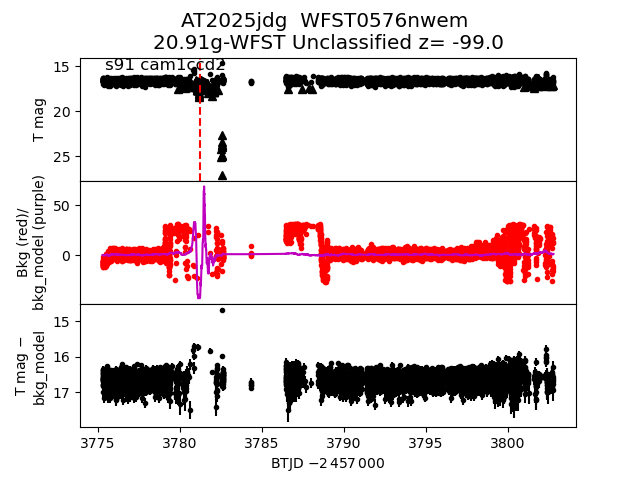 AT2025jdg  WFST0576nwem
20.91g-WFST Unclassified z= -99.0
s91 cam1ccd2
T mag
15
20
25
Bkg (red)/
bkg_model (purple)
50
0
T mag −
bkg_model
15
16
17
3775
3780
3785
3790
3795
3800
BTJD −2 457 000